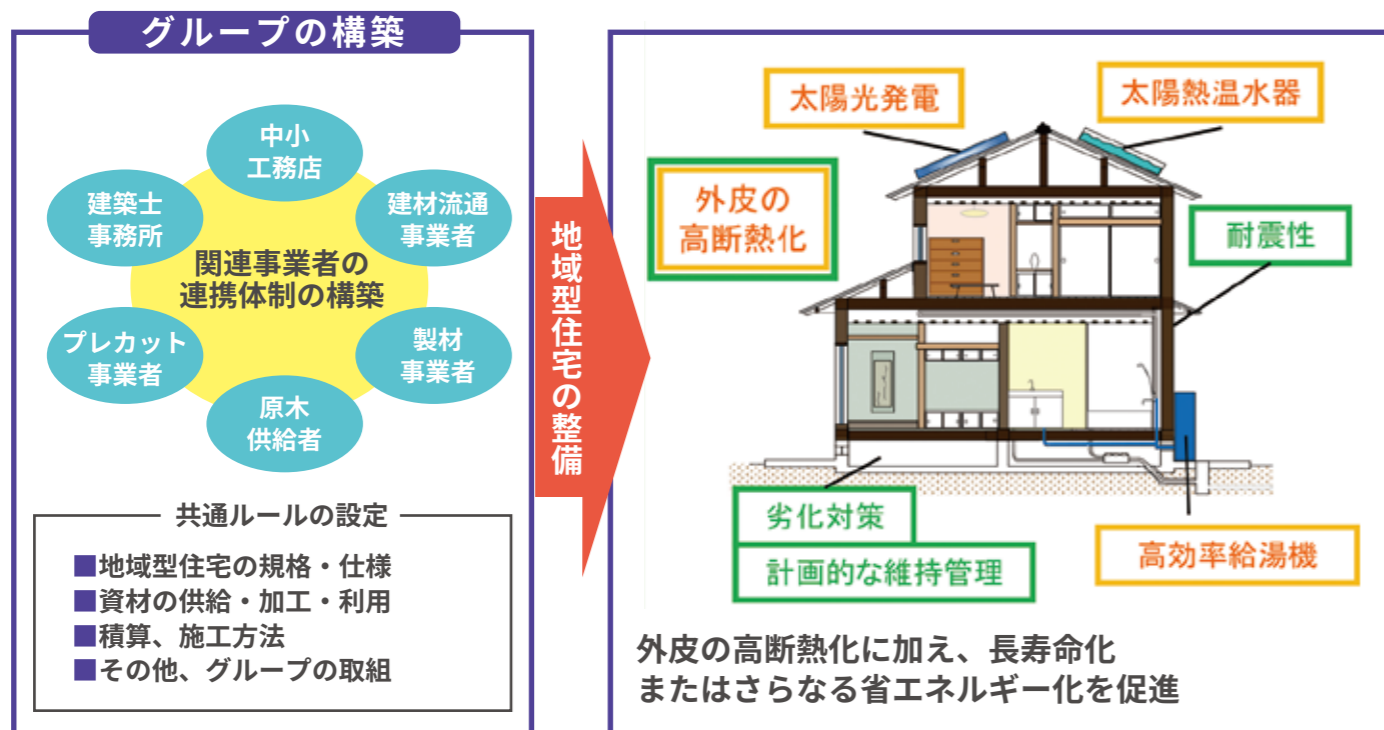 グループの構築
中小
工務店
建築士
事務所
建材流通
事業者
関連事業者の
連携体制の構築
プレカット
事業者
製材
事業者
原木
供給者
共通ルールの設定
■地域型住宅の規格・仕様
■資材の供給・加工・利用
■積算、施工方法
■その他、グループの取組
地域型住宅の整備
太陽光発電
太陽熱温水器
外皮の
高断熱化
耐震性
劣化対策
計画的な維持管理
高効率給湯機
外皮の高断熱化に加え、長寿命化
またはさらなる省エネルギー化を促進